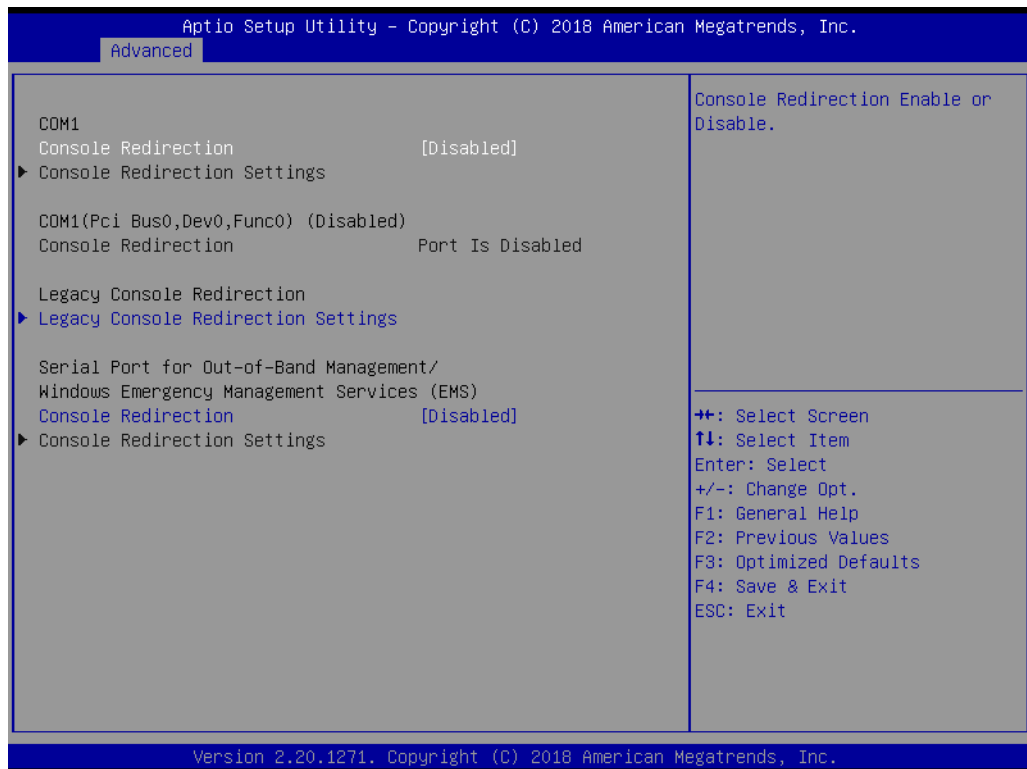 Aptio Setup Utility – Copyright (C) 2018 American Megatrends, Inc.
Advanced
COM1
Console Redirection [Disabled]
▶ Console Redirection Settings
COM1(Pci Bus0,Dev0,Func0) (Disabled)
Console Redirection Port Is Disabled
Legacy Console Redirection
▶ Legacy Console Redirection Settings
Serial Port for Out-of-Band Management/
Windows Emergency Management Services (EMS)
Console Redirection [Disabled]
▶ Console Redirection Settings
Console Redirection Enable or
Disable.
→←: Select Screen
↑↓: Select Item
Enter: Select
+/-: Change Opt.
F1: General Help
F2: Previous Values
F3: Optimized Defaults
F4: Save & Exit
ESC: Exit
Version 2.20.1271. Copyright (C) 2018 American Megatrends, Inc.